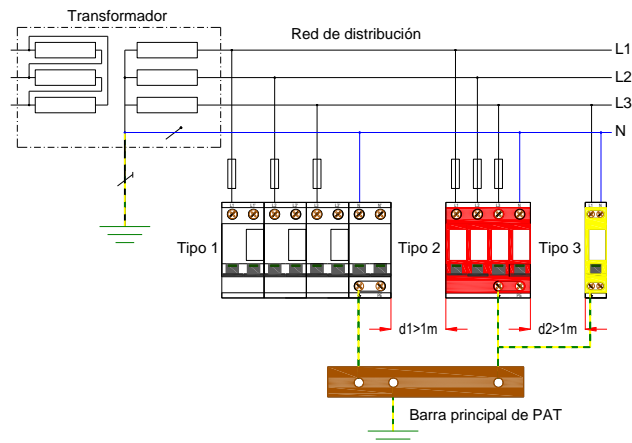 Transformador
Red de distribución
L1
L2
L3
N
Tipo 1
Tipo 2
Tipo 3
d1>1m
d2>1m
Barra principal de PAT